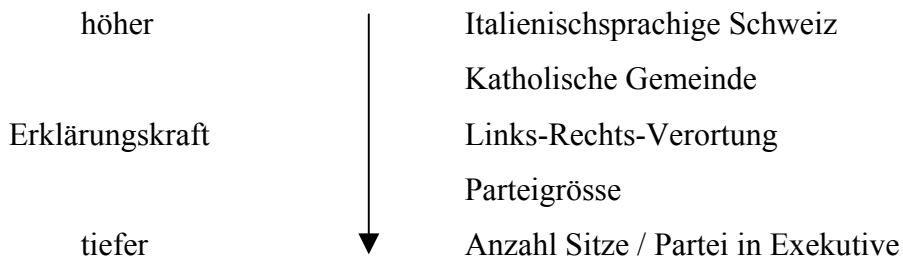 höher Italienischsprachige Schweiz
Katholische Gemeinde
Erklärungskraft Links-Rechts-Verortung
Parteigrösse
tiefer Anzahl Sitze / Partei in Exekutive